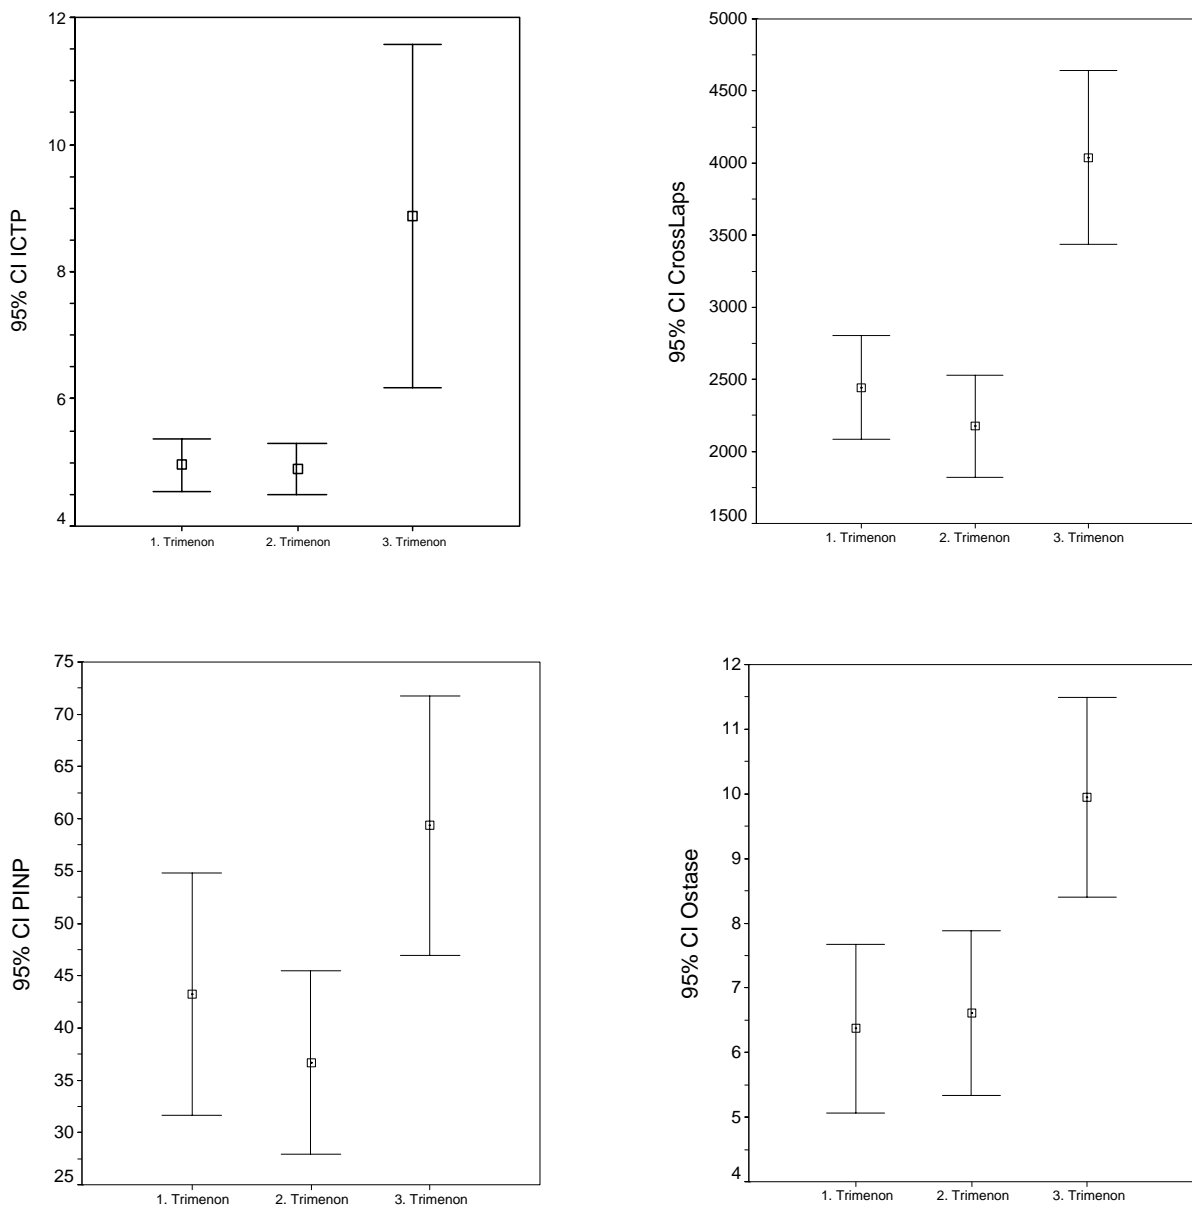 12
10
8
6
4
95% CI ICTP
1. Trimenon
2. Trimenon
3. Trimenon
5000
4500
4000
3500
3000
2500
2000
1500
95% CI CrossLaps
1. Trimenon
2. Trimenon
3. Trimenon
75
70
65
60
55
50
45
40
35
30
25
95% CI PINP
1. Trimenon
2. Trimenon
3. Trimenon
12
11
10
9
8
7
6
5
4
95% CI Ostase
1. Trimenon
2. Trimenon
3. Trimenon